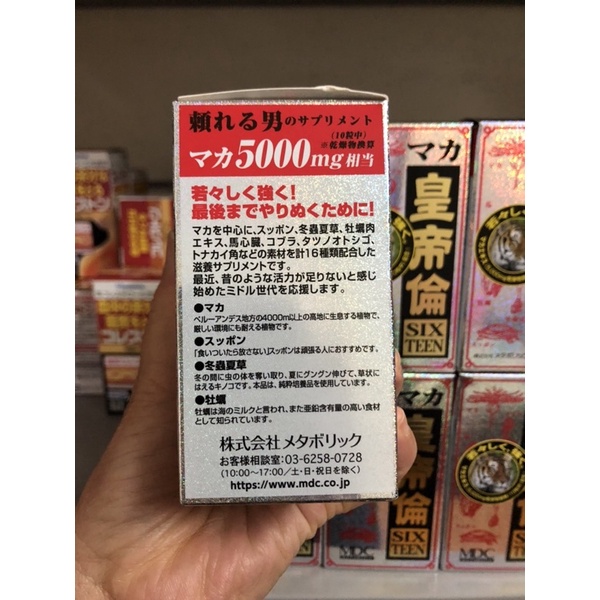 頼れる男のサプリメント
(10粒中)
※乾燥物換算
マカ5000mg相当
若々しく強く!
最後までやりぬくために!
マカを中心に、スッポン、冬蟲夏草、牡蠣肉
エキス、馬心臓、コブラ、タツノオトシゴ、
トナカイ角などの素材を計16種類配合した
滋養サプリメントです。
最近、昔のような活力が足りないと感じ
始めたミドル世代を応援します。
●マカ
ペルーアンデス地方の4000m以上の高地に生息する植物で、
厳しい環境にも耐える植物です。
●スッポン
「食いついたら放さない」スッポンは頑張る人におすすめです。
●冬蟲夏草
冬の間に虫の体を奪い取り、夏にグングン伸びて、草状に
はえるキノコです。本品は、純粋培養品を使用しています。
●牡蠣
牡蠣は海のミルクと言われ、また亜鉛含有量の高い食材
として知られています。
株式会社メタボリック
お客様相談室:03-6258-0728
(10:00~17:00/土・日・祝日を除く)
https://www.mdc.co.jp
マカ
皇帝倫
SIX
TEEN
マカ
皇帝倫
SIX
TEEN
MDC
MDC